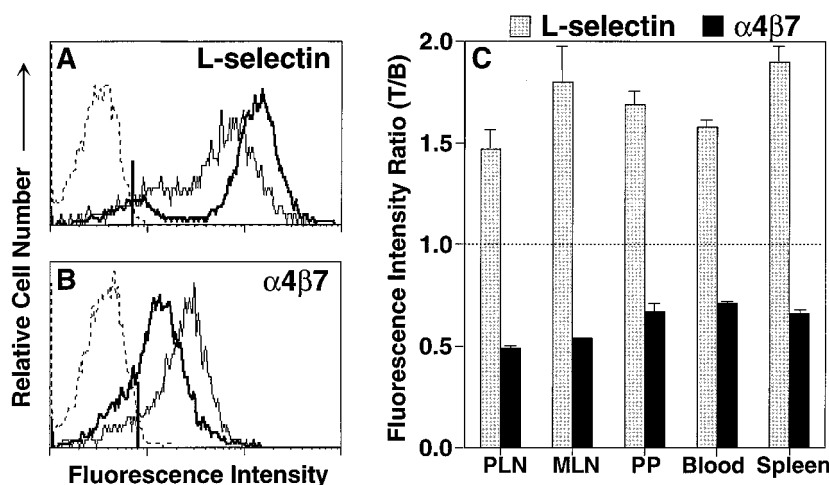 L-selectin α4β7
A L-selectin
B α4β7
Relative Cell Number
Fluorescence Intensity
C
Fluorescence Intensity Ratio (T/B)
2.0
1.5
1.0
0.5
0.0
PLN MLN PP Blood Spleen